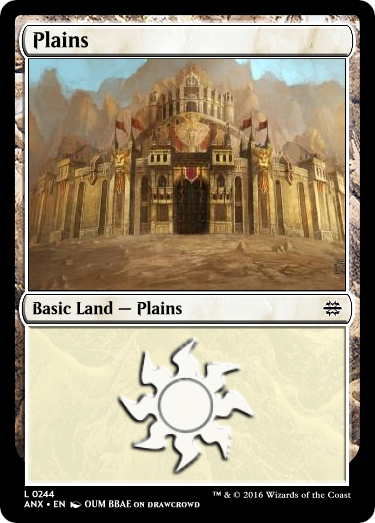 Plains
Basic Land — Plains
L 0244
ANX • EN OUM BBAE ON DRAWCROWD
™ & © 2016 Wizards of the Coast